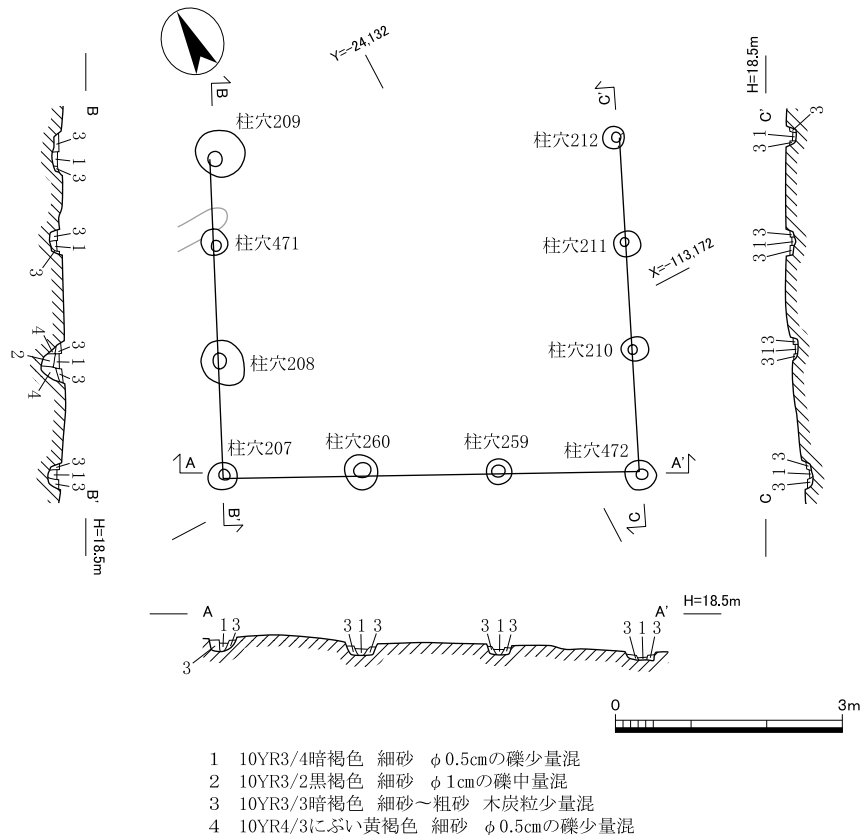 Y=-24,132
H=18.5m
B
C'
C'
B
3
柱穴209
柱穴212
3
1
3
3
1
3
柱穴471
柱穴211
3
1
3
3
1
3
X=-113,172
4
2
3
1
3
4
柱穴208
柱穴210
3
1
3
柱穴207
柱穴260
柱穴259
柱穴472
A
A'
3
1
3
3
1
3
B'
H=18.5m
B'
C
C
A
A'
H=18.5m
1 3
3
3 1 3
3 1 3
3 1 3
0
3m
1 10YR3/4暗褐色 細砂 φ0.5cmの礫少量混
2 10YR3/2黒褐色 細砂 φ1cmの礫中量混
3 10YR3/3暗褐色 細砂～粗砂 木炭粒少量混
4 10YR4/3にぶい黄褐色 細砂 φ0.5cmの礫少量混